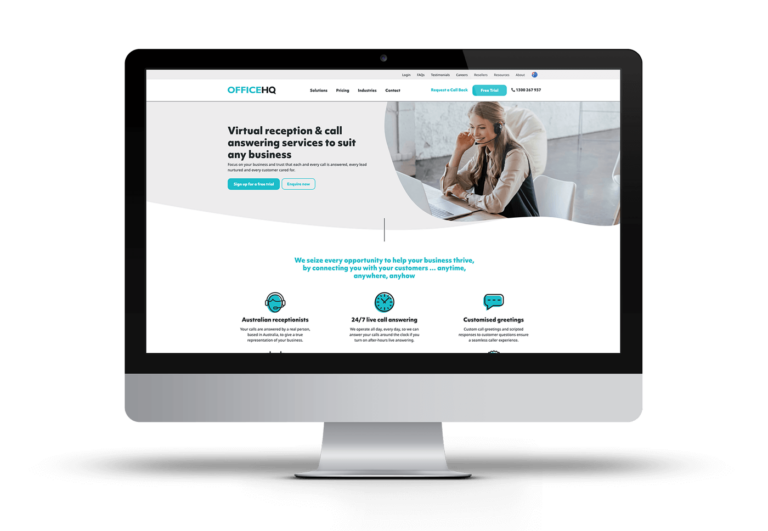 Login FAQs Testimonials Careers Resellers Resources About
OFFICEHQ Solutions Pricing Industries Contact Request a Call Back Free Trial 1300 367 937
Virtual reception & call
answering services to suit
any business
Focus on your business and trust that each and every call is answered, every lead
nurtured and every customer cared for.
Sign up for a free trial Enquire now
We seize every opportunity to help your business thrive,
by connecting you with your customers ... anytime,
anywhere, anyhow
Australian receptionists 24/7 live call answering Customised greetings
Your calls are answered by a real person, We operate all day, every day, so we can Custom call greetings and scripted
based in Australia, to give a true answer your calls around the clock if you responses to customer questions ensure
representation of your business. turn on after-hours live answering. a seamless caller experience.